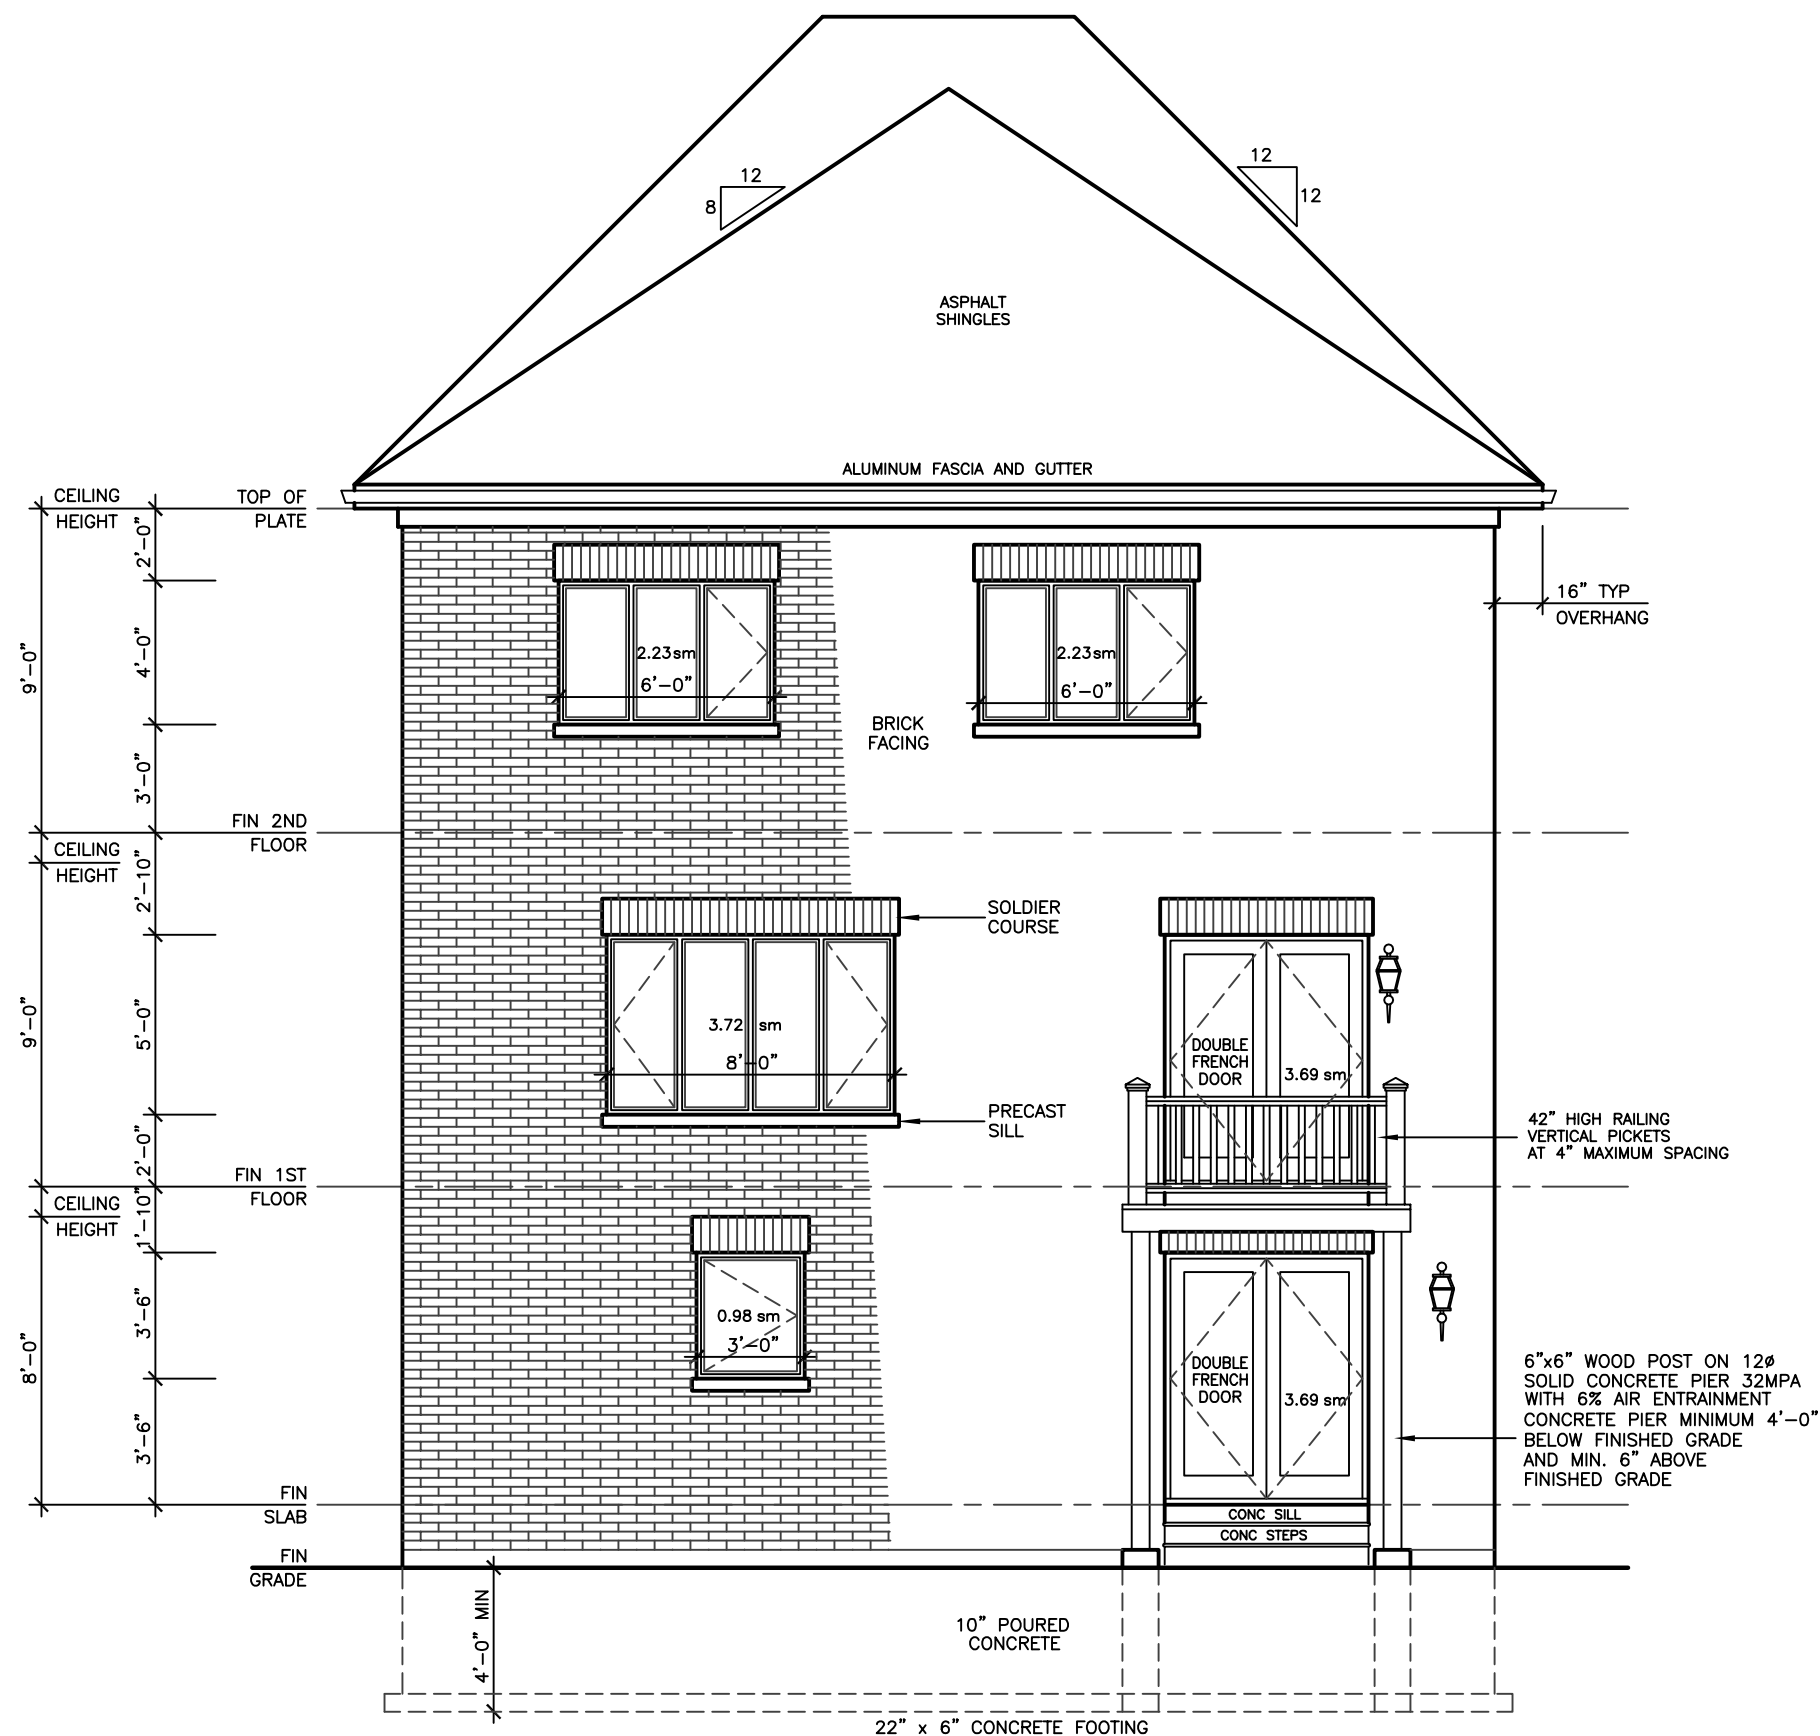 12
8
12
12
ASPHALT
SHINGLES
ALUMINUM FASCIA AND GUTTER
CEILING
HEIGHT
TOP OF
PLATE
2'-0"
16" TYP
OVERHANG
4'-0"
9'-0"
2.23sm
6'-0"
2.23sm
6'-0"
BRICK
FACING
3'-0"
FIN 2ND
FLOOR
CEILING
HEIGHT
2'-10"
SOLDIER
COURSE
9'-0"
5'-0"
3.72 sm
8'-0"
DOUBLE
FRENCH
DOOR
3.69 sm
PRECAST
SILL
42" HIGH RAILING
VERTICAL PICKETS
AT 4" MAXIMUM SPACING
2'-0"
FIN 1ST
FLOOR
CEILING
HEIGHT
1'-10"
8'-0"
3'-6"
0.98 sm
3'-0"
DOUBLE
FRENCH
DOOR
3.69 sm
6"x6" WOOD POST ON 12ø
SOLID CONCRETE PIER 32MPA
WITH 6% AIR ENTRAINMENT
CONCRETE PIER MINIMUM 4'-0"
BELOW FINISHED GRADE
AND MIN. 6" ABOVE
FINISHED GRADE
3'-6"
FIN
SLAB
CONC SILL
CONC STEPS
FIN
GRADE
4'-0" MIN
10" POURED
CONCRETE
22" x 6" CONCRETE FOOTING